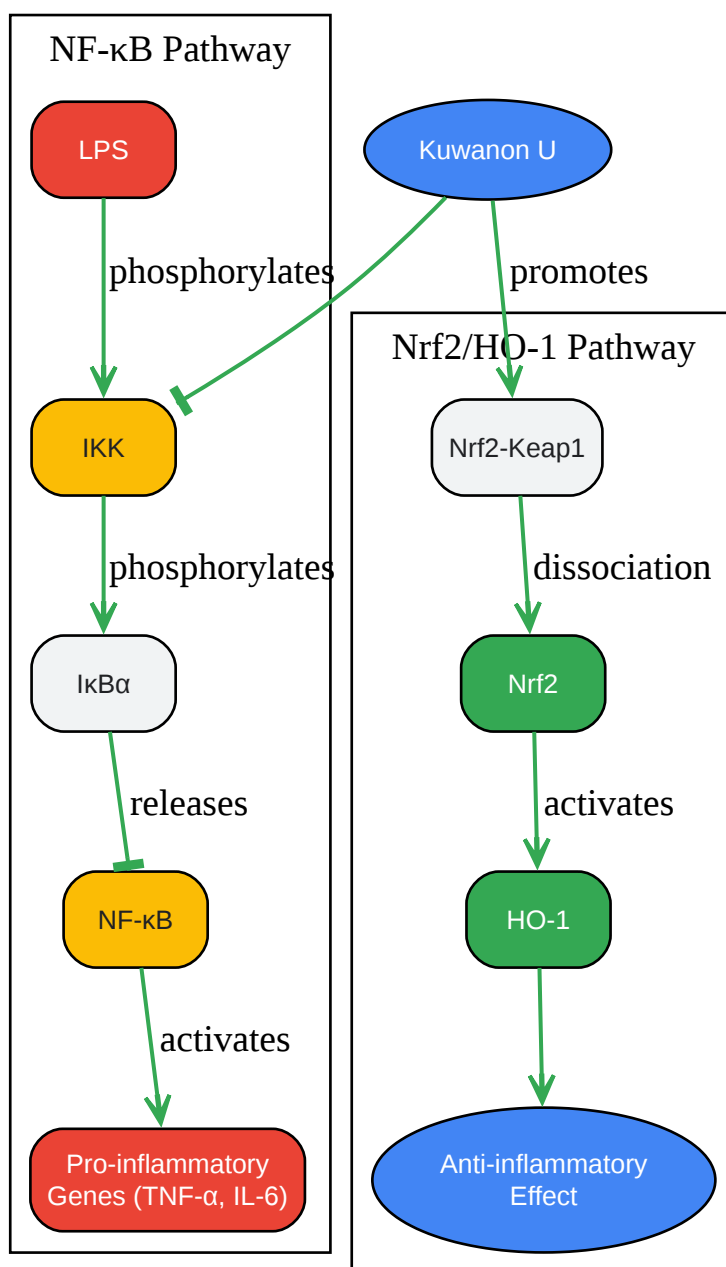 NF-κB Pathway
LPS
Kuwanon U
phosphorylates
promotes
Nrf2/HO-1 Pathway
IKK
Nrf2-Keap1
phosphorylates
dissociation
IκBα
Nrf2
releases
activates
NF-κB
HO-1
activates
Pro-inflammatory
Genes (TNF-α, IL-6)
Anti-inflammatory
Effect